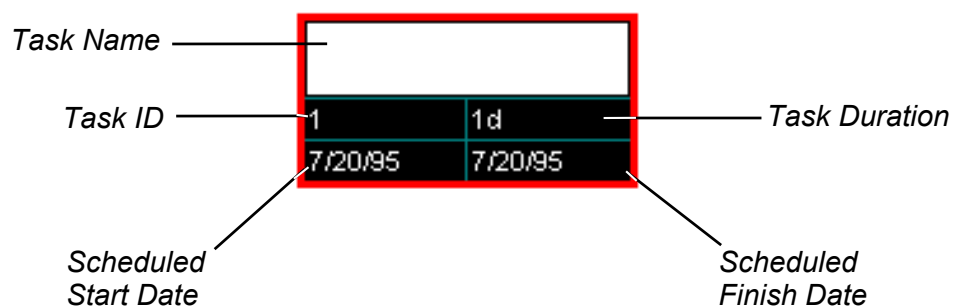 Task Name
Task ID
1
1d
Task Duration
7/20/95
7/20/95
Scheduled
Start Date
Scheduled
Finish Date